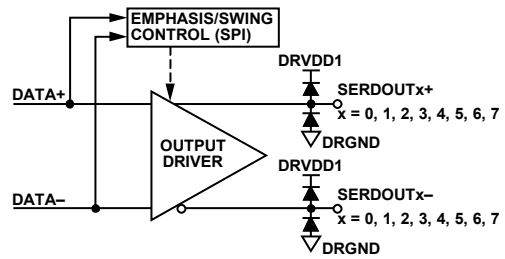 EMPHASIS/SWING
CONTROL (SPI)
DRVDD1
DATA+
SERDOUTx+
x = 0, 1, 2, 3, 4, 5, 6, 7
OUTPUT
DRIVER
DRGND
DRVDD1
DATA–
SERDOUTx–
x = 0, 1, 2, 3, 4, 5, 6, 7
DRGND